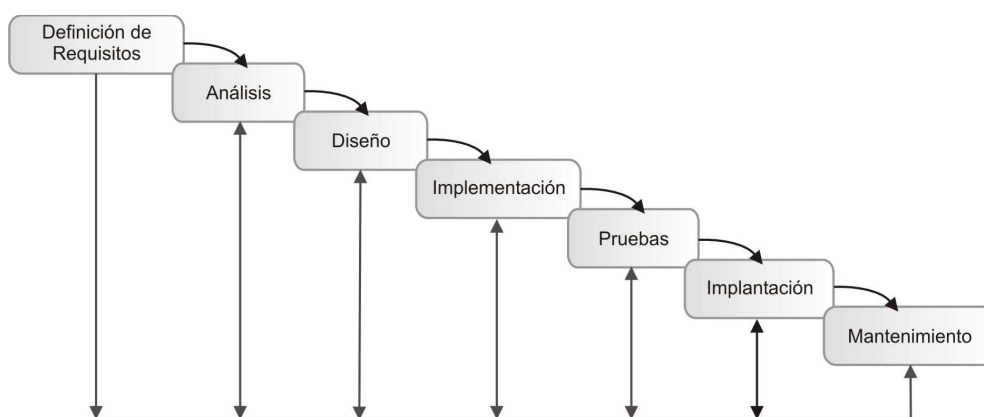 Definición de
Requisitos
Análisis
Diseño
Implementación
Pruebas
Implantación
Mantenimiento